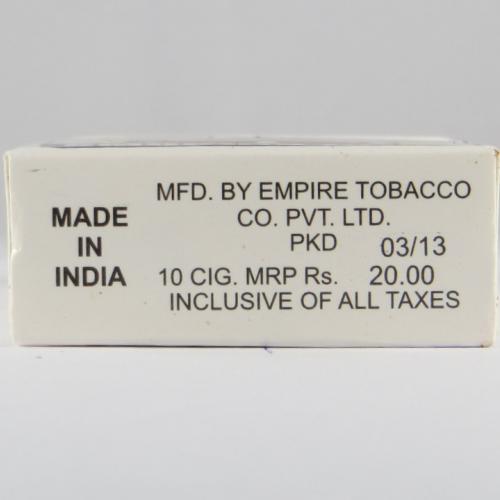 MADE
IN
INDIA
MFD. BY EMPIRE TOBACCO
CO. PVT. LTD.
PKD 03/13
10 CIG. MRP Rs. 20.00
INCLUSIVE OF ALL TAXES